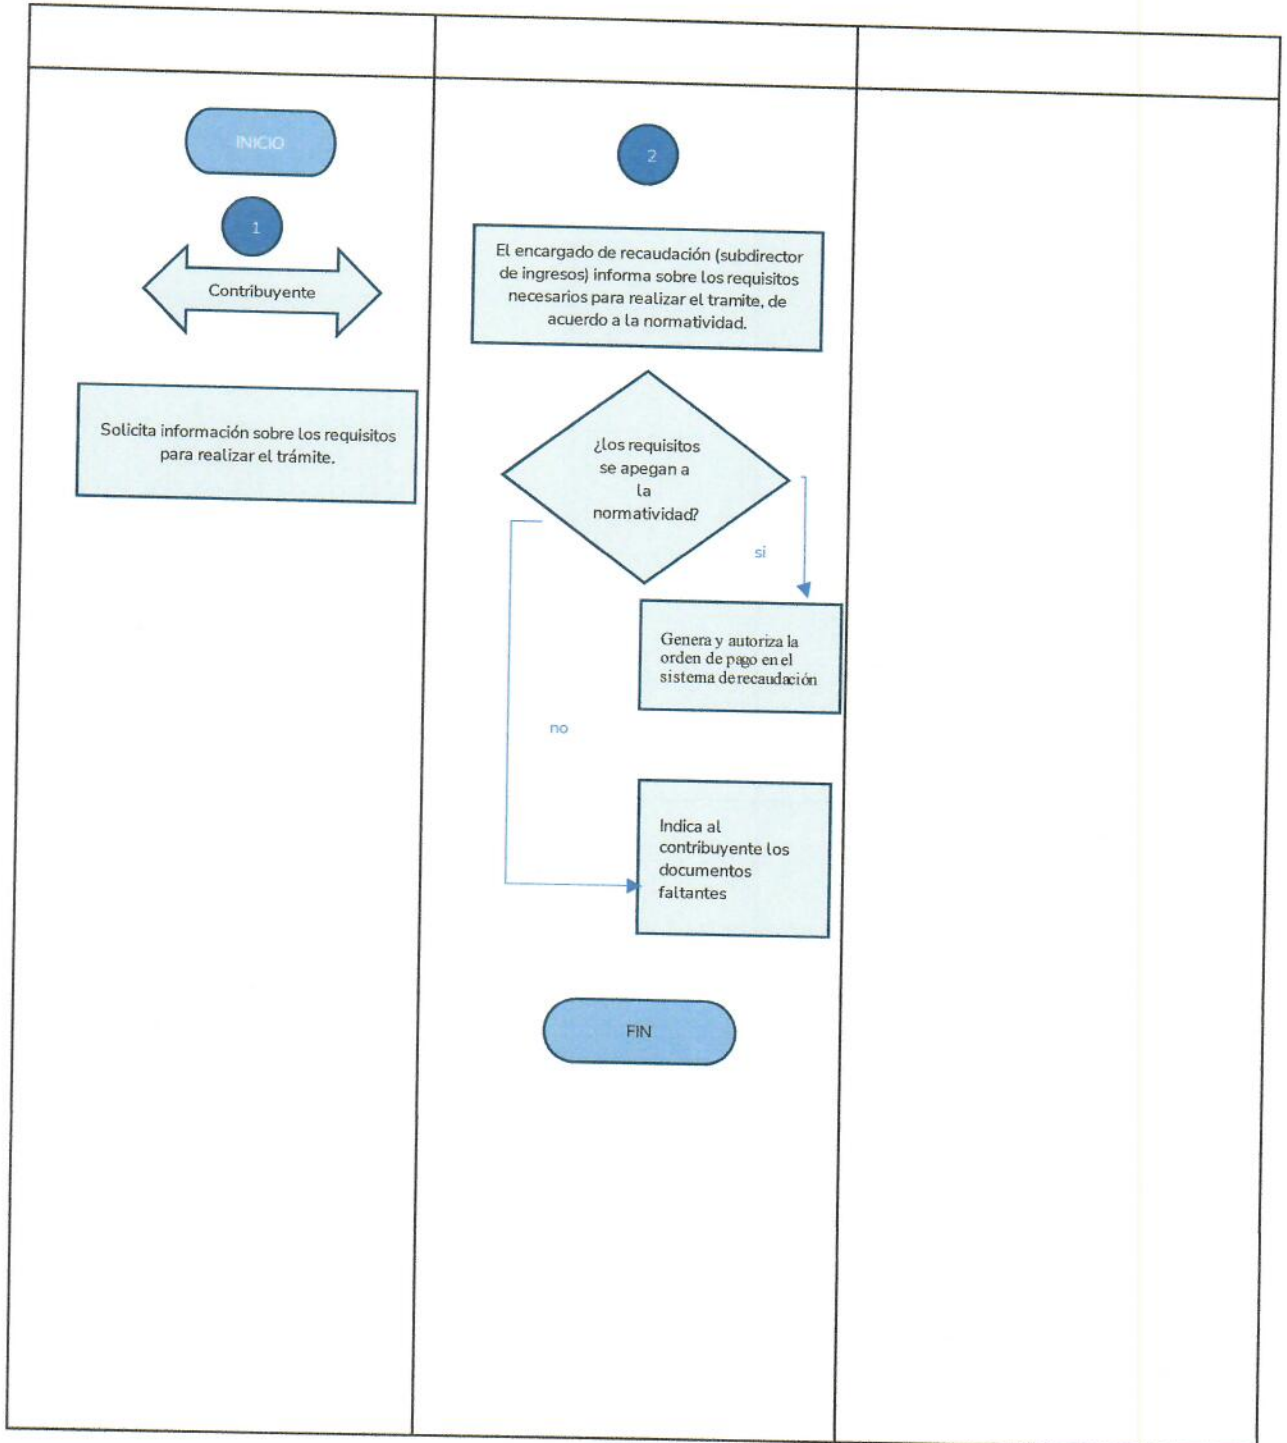 INICIO
1
Contribuyente
Solicita información sobre los requisitos
para realizar el trámite.
2
El encargado de recaudación (subdirector
de ingresos) informa sobre los requisitos
necesarios para realizar el tramite, de
acuerdo a la normatividad.
¿los requisitos
se apegan a
la
normatividad?
si
Genera y autoriza la
orden de pago en el
sistema de recaudación
no
Indica al
contribuyente los
documentos
faltantes
FIN